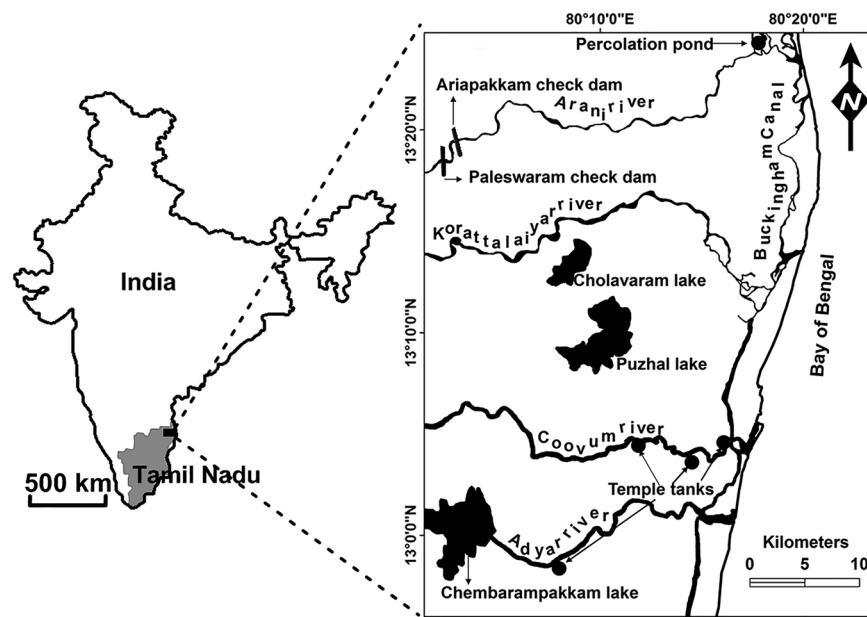 80°10'0"E
80°20'0"E
Percolation pond
Ariapakkam check dam
Arani river
N
13°20'0"N
Paleswaram check dam
Buckingham Canal
Korattalaiyar river
India
Cholavaram lake
Bay of Bengal
13°10'0"N
Puzhal lake
Coovum river
Tamil Nadu
500 km
Temple tanks
Adyar river
13°0'0"N
Kilometers
0 5 10
Chembarampakkam lake